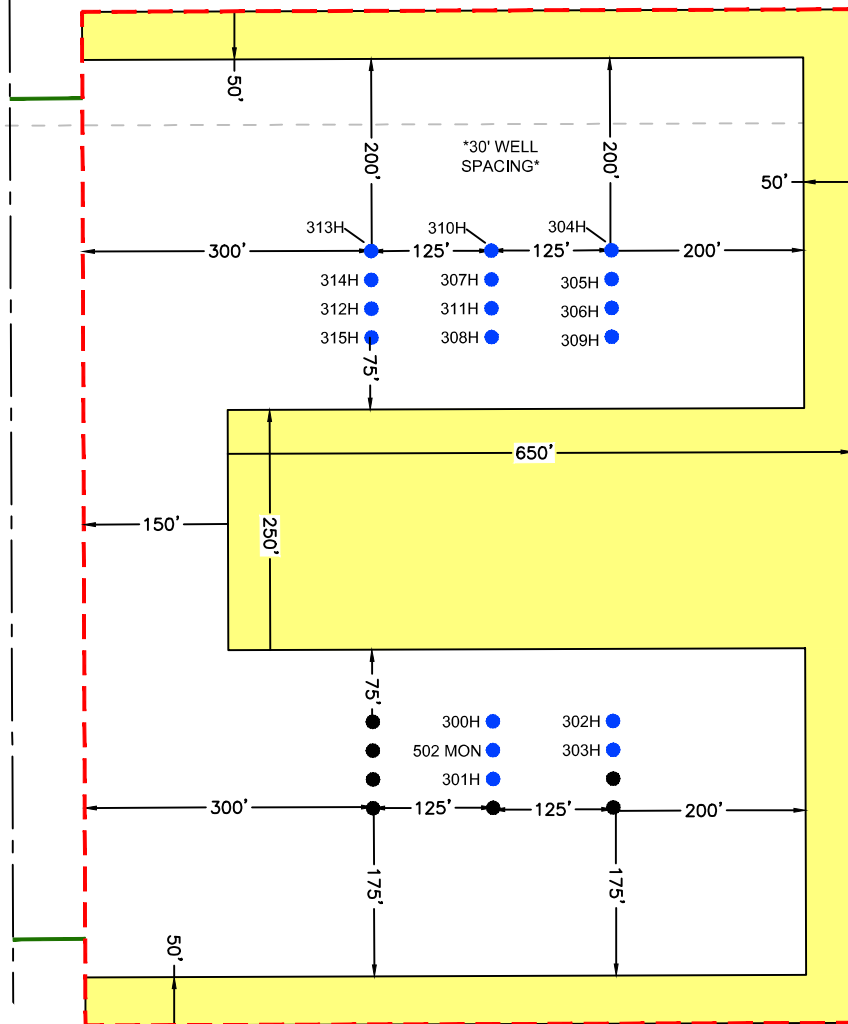 50'
*30' WELL
SPACING*
200'
200'
50'
313H
310H
304H
300'
125'
125'
200'
314H
307H
305H
312H
311H
306H
315H
308H
309H
75'
650'
150'
250'
75'
300H
302H
502 MON
303H
301H
300'
125'
125'
200'
175'
175'
50'